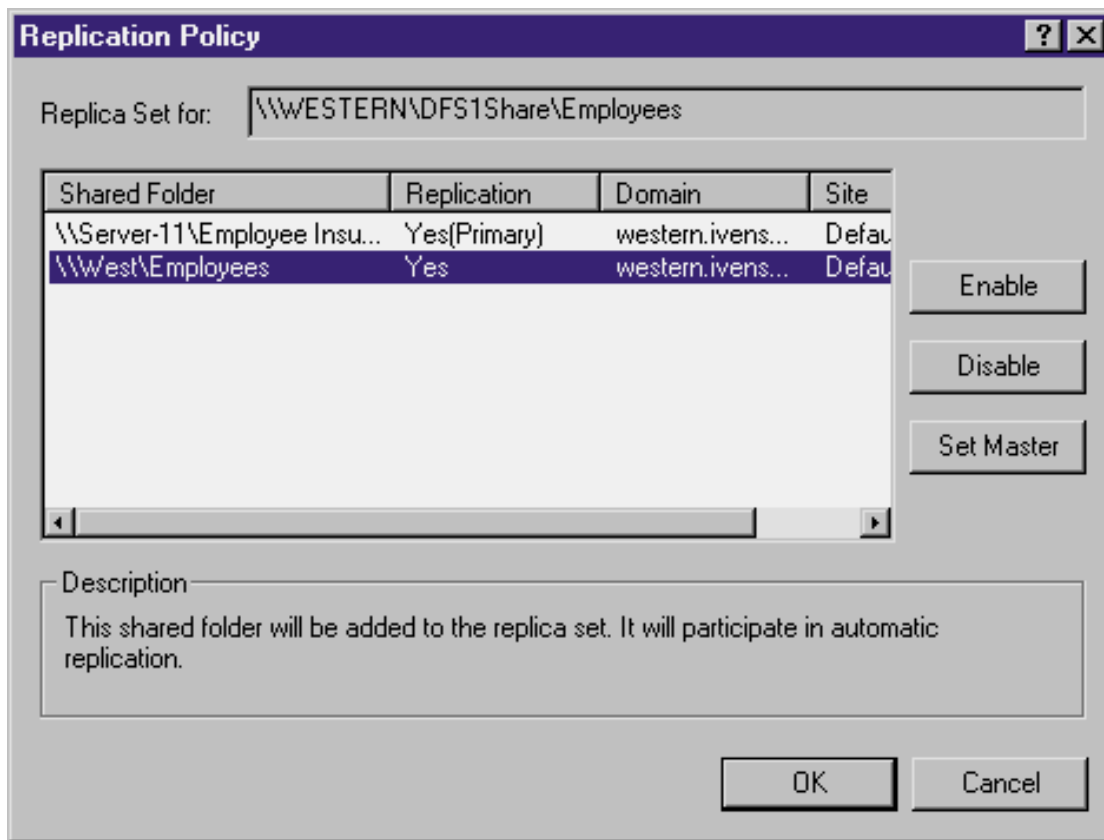 Replication Policy
Replica Set for: \\WESTERN\DFS1Share\Employees
Shared Folder Replication Domain Site
\\Server-11\Employee Insu... Yes(Primary) western.ivens... Defau
\\West\Employees Yes western.ivens... Defau
Enable
Disable
Set Master
Description
This shared folder will be added to the replica set. It will participate in automatic
replication.
OK Cancel